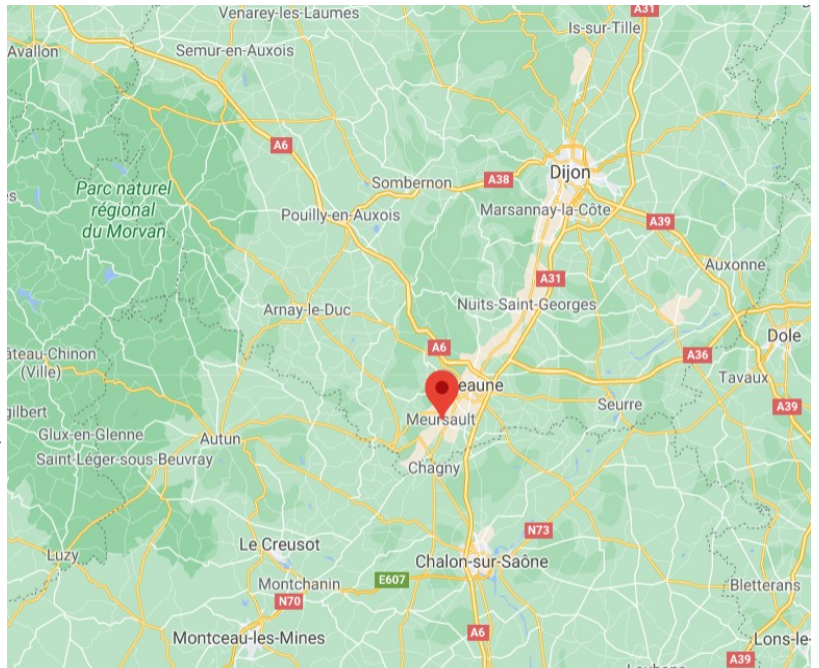 Venarey-les-Laumes
A31
Is-sur-Tille
Avallon
Semur-en-Auxois
A6
Parc naturel
régional
du Morvan
Sombernon
A38
Dijon
Pouilly-en-Auxois
Marsannay-la-Côte
A39
Auxonne
A31
Arnay-le-Duc
Nuits-Saint-Georges
A6
Dole
âteau-Chinon
(Ville)
A36
eaune
Tavaux
gilbert
Meursault
Seurre
A39
Glux-en-Glenne
Autun
Saint-Léger-sous-Beuvray
Chagny
N73
Luzy
Le Creusot
Chalon-sur-Saône
Montchanin
E607
Bletterans
N70
Montceau-les-Mines
A6
Lons-le-
A39